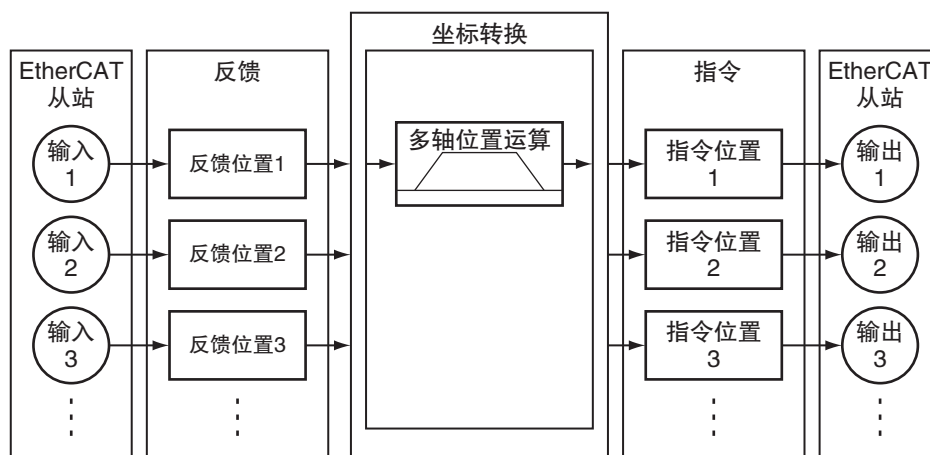 坐标转换
EtherCAT
从站
反馈
指令
EtherCAT
从站
输入
1
反馈位置1
多轴位置运算
指令位置
1
输出
1
输入
2
反馈位置2
指令位置
2
输出
2
输入
3
反馈位置3
指令位置
3
输出
3